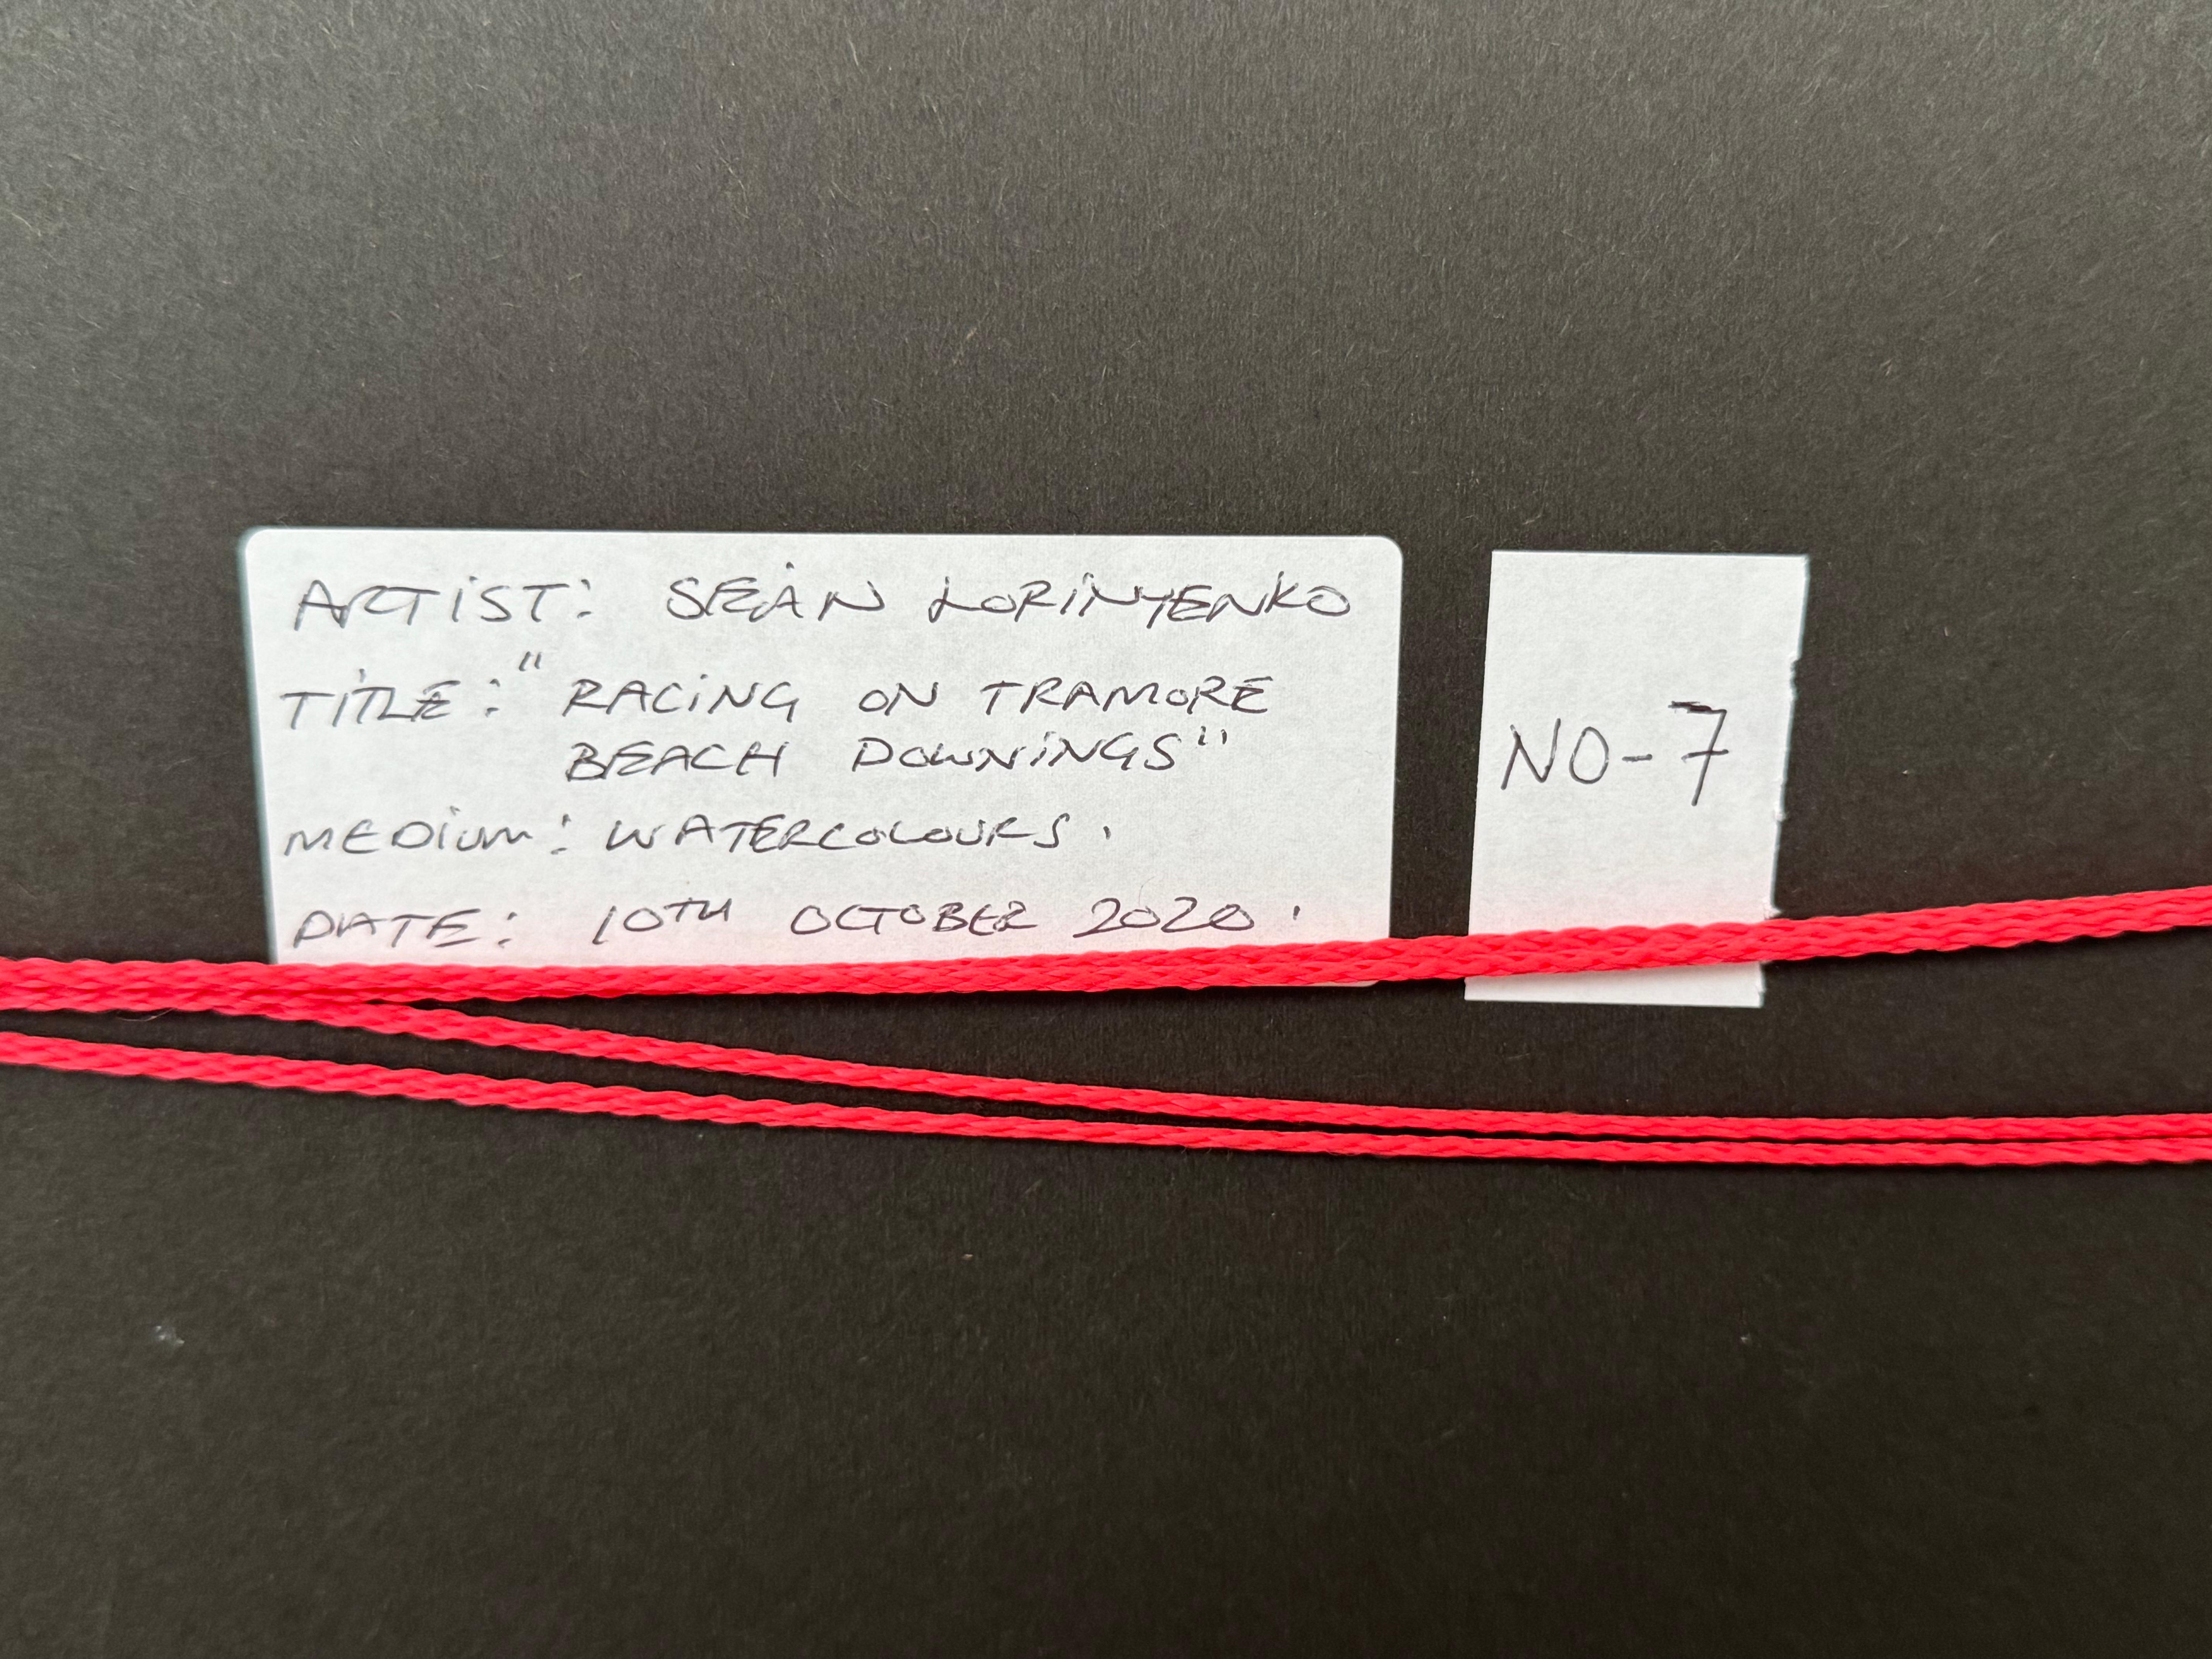 ARTIST: SEÁN LORINYENKO
TITLE: "RACING ON TRAMORE
BEACH DOWNINGS"
MEDIUM: WATERCOLOURS.
DATE: 10TH OCTOBER 2020.
NO-7